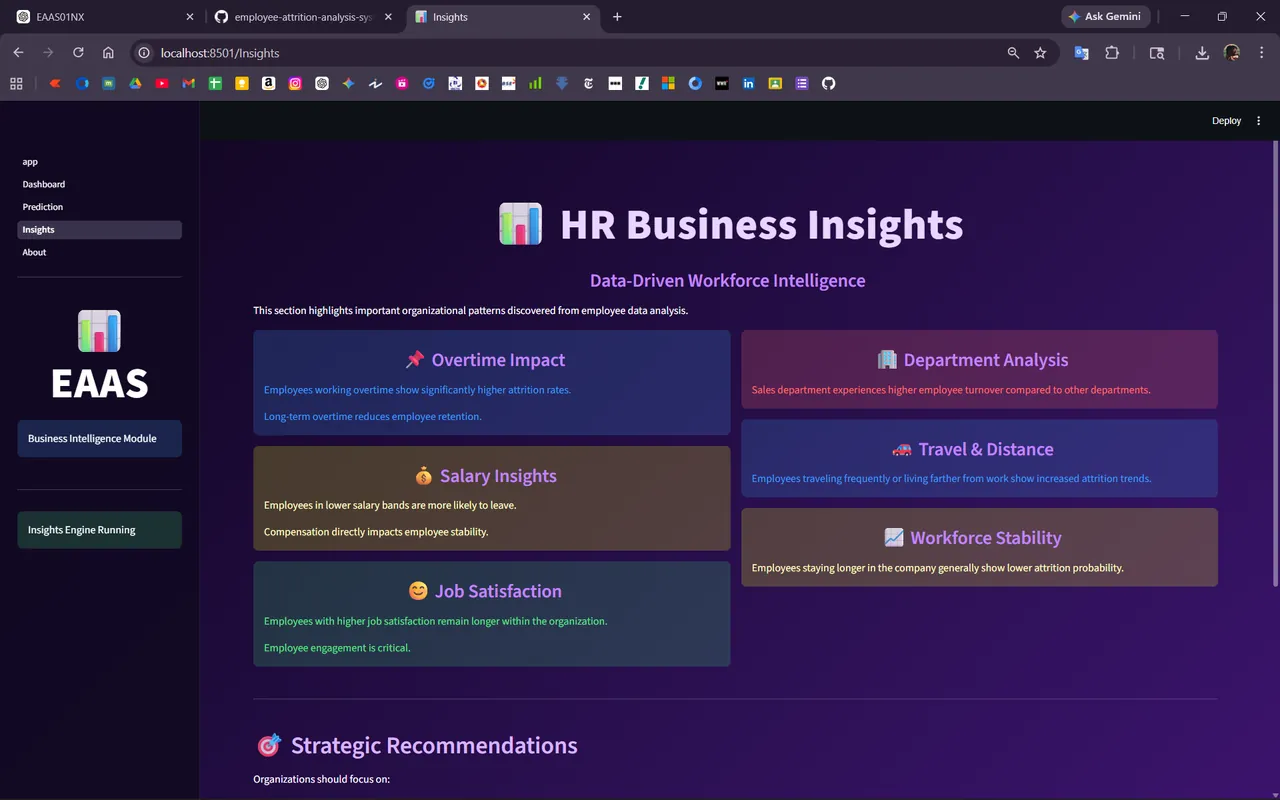 EAAS01NX
employee-attrition-analysis-sys
Insights
Ask Gemini
localhost:8501/Insights
Deploy
app
Dashboard
Prediction
Insights
About
EAAS
Business Intelligence Module
Insights Engine Running
HR Business Insights
Data-Driven Workforce Intelligence
This section highlights important organizational patterns discovered from employee data analysis.
Overtime Impact
Employees working overtime show significantly higher attrition rates.
Long-term overtime reduces employee retention.
Salary Insights
Employees in lower salary bands are more likely to leave.
Compensation directly impacts employee stability.
Job Satisfaction
Employees with higher job satisfaction remain longer within the organization.
Employee engagement is critical.
Department Analysis
Sales department experiences higher employee turnover compared to other departments.
Travel & Distance
Employees traveling frequently or living farther from work show increased attrition trends.
Workforce Stability
Employees staying longer in the company generally show lower attrition probability.
Strategic Recommendations
Organizations should focus on: